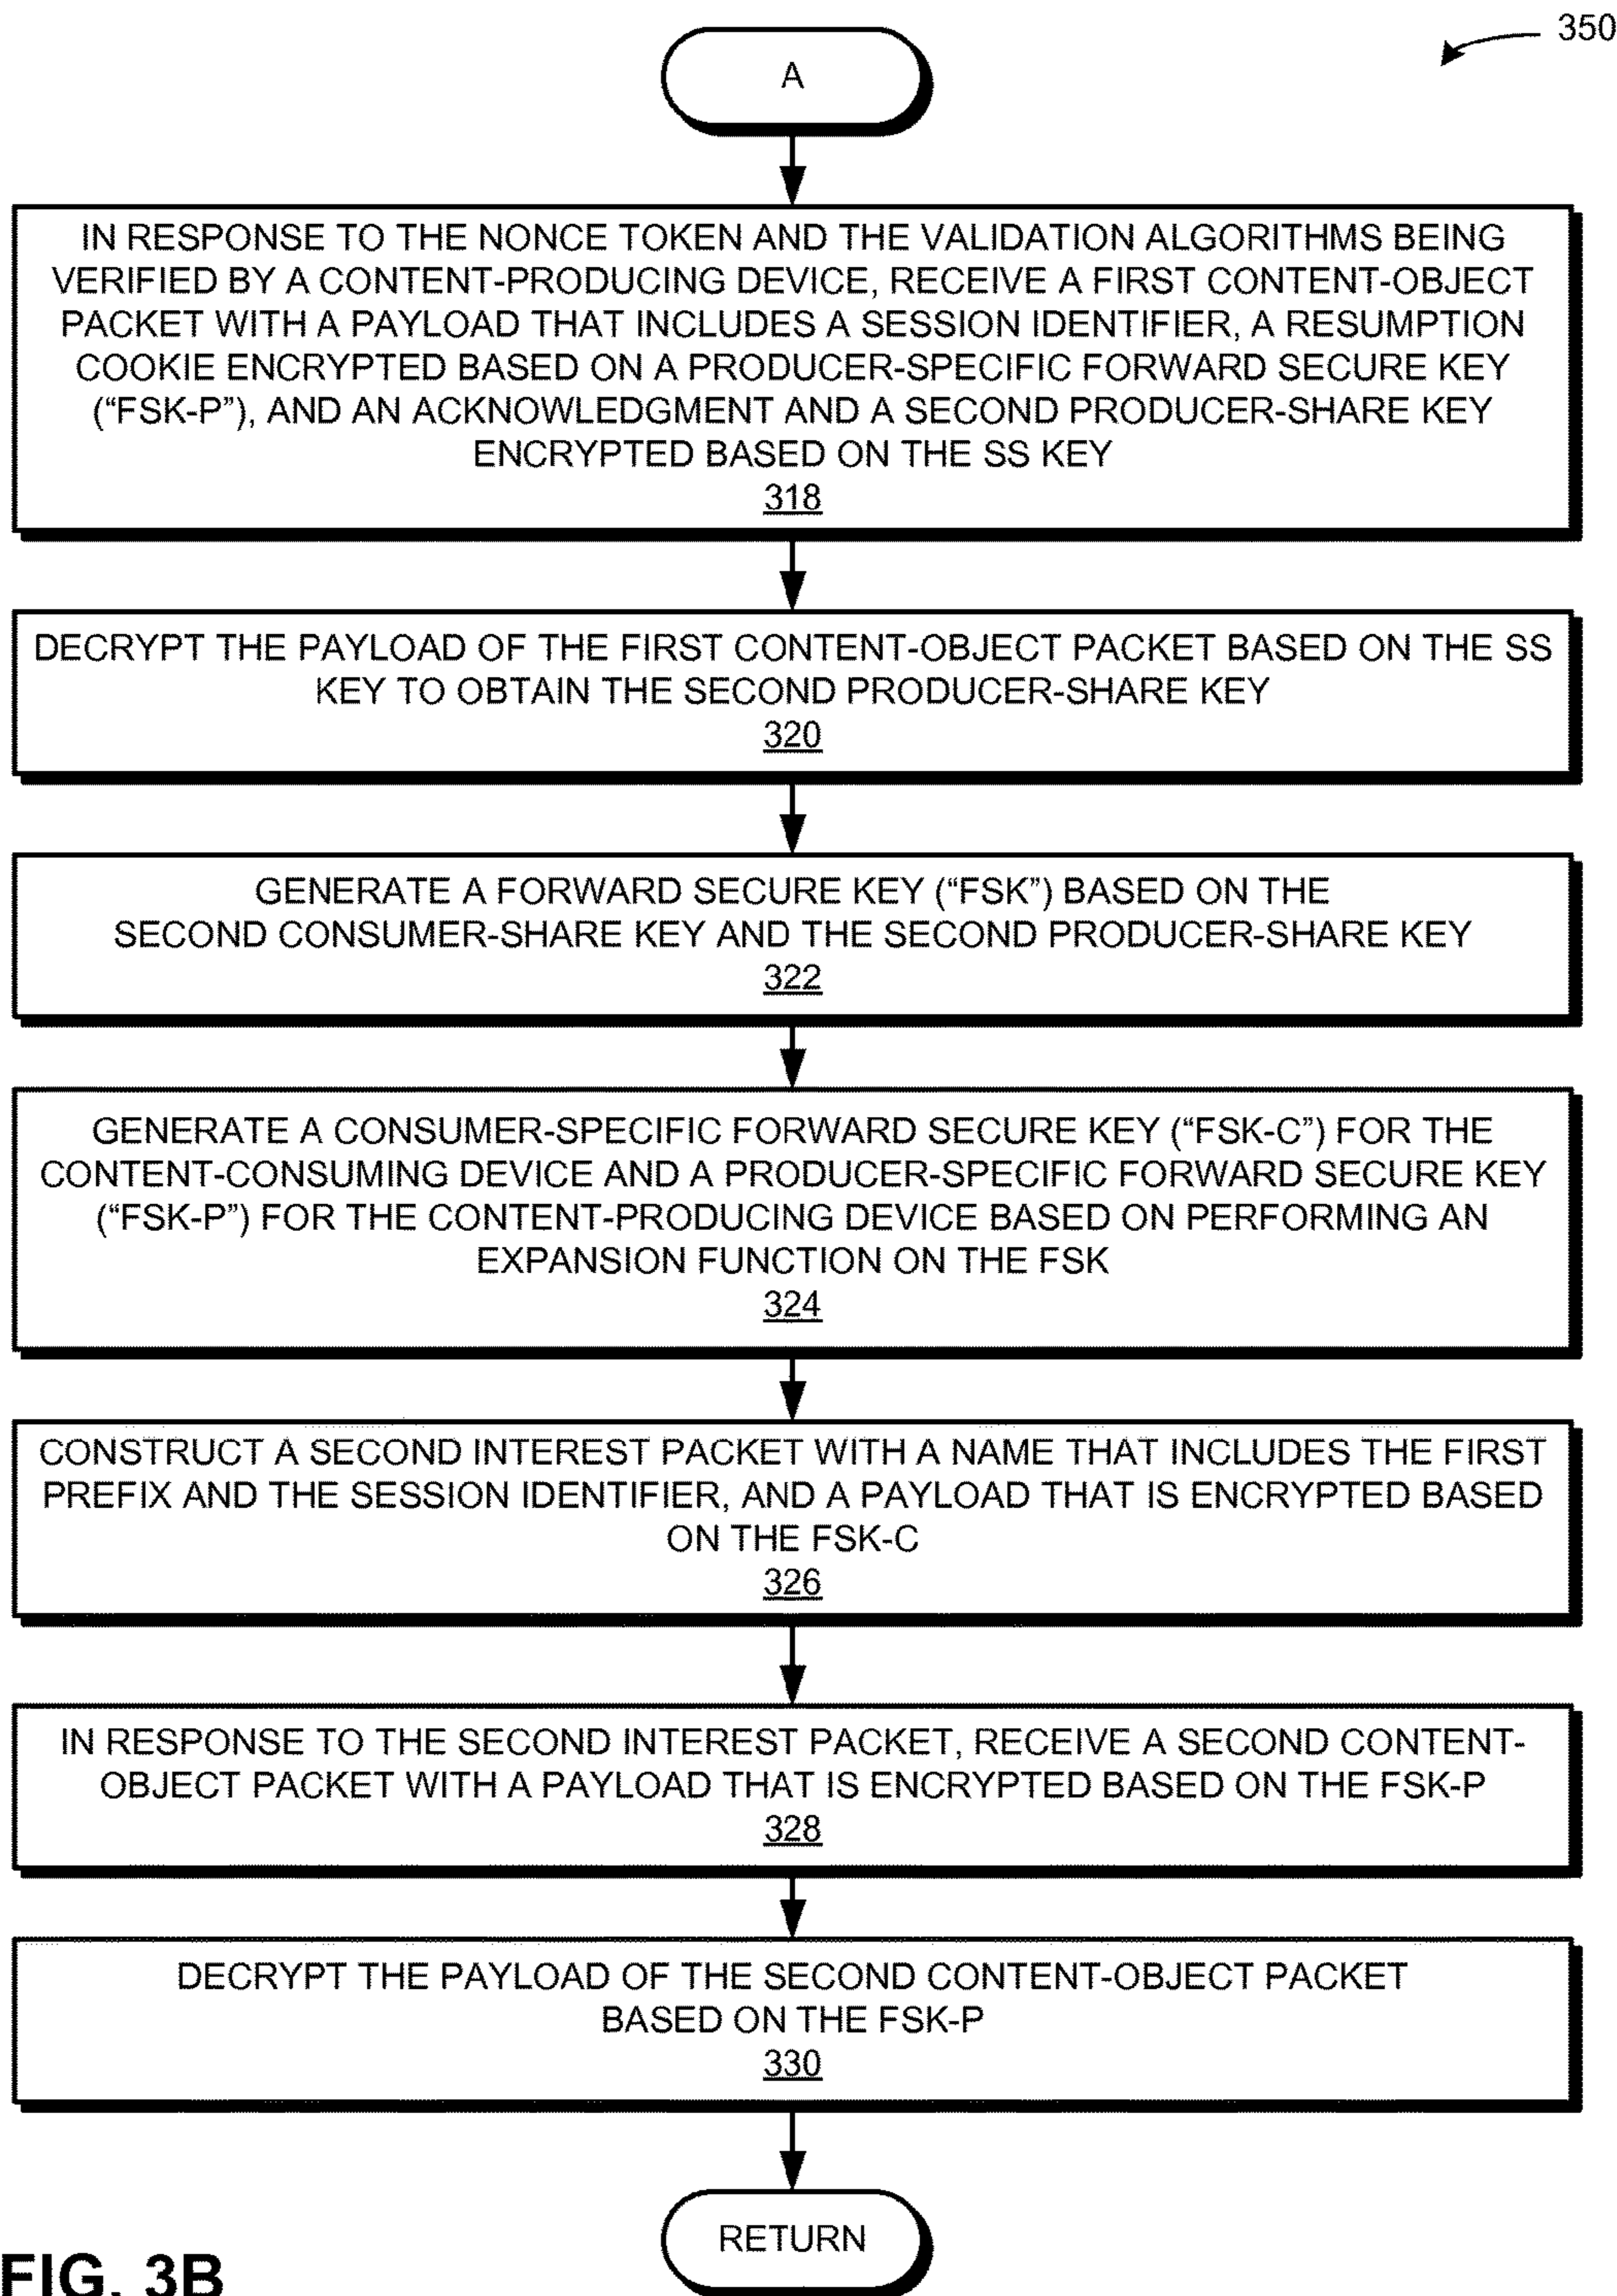 350
A
IN RESPONSE TO THE NONCE TOKEN AND THE VALIDATION ALGORITHMS BEING
VERIFIED BY A CONTENT-PRODUCING DEVICE, RECEIVE A FIRST CONTENT-OBJECT
PACKET WITH A PAYLOAD THAT INCLUDES A SESSION IDENTIFIER, A RESUMPTION
COOKIE ENCRYPTED BASED ON A PRODUCER-SPECIFIC FORWARD SECURE KEY
(“FSK-P”), AND AN ACKNOWLEDGMENT AND A SECOND PRODUCER-SHARE KEY
ENCRYPTED BASED ON THE SS KEY
318
DECRYPT THE PAYLOAD OF THE FIRST CONTENT-OBJECT PACKET BASED ON THE SS
KEY TO OBTAIN THE SECOND PRODUCER-SHARE KEY
320
GENERATE A FORWARD SECURE KEY (“FSK”) BASED ON THE
SECOND CONSUMER-SHARE KEY AND THE SECOND PRODUCER-SHARE KEY
322
GENERATE A CONSUMER-SPECIFIC FORWARD SECURE KEY (“FSK-C”) FOR THE
CONTENT-CONSUMING DEVICE AND A PRODUCER-SPECIFIC FORWARD SECURE KEY
(“FSK-P”) FOR THE CONTENT-PRODUCING DEVICE BASED ON PERFORMING AN
EXPANSION FUNCTION ON THE FSK
324
CONSTRUCT A SECOND INTEREST PACKET WITH A NAME THAT INCLUDES THE FIRST
PREFIX AND THE SESSION IDENTIFIER, AND A PAYLOAD THAT IS ENCRYPTED BASED
ON THE FSK-C
326
IN RESPONSE TO THE SECOND INTEREST PACKET, RECEIVE A SECOND CONTENT-
OBJECT PACKET WITH A PAYLOAD THAT IS ENCRYPTED BASED ON THE FSK-P
328
DECRYPT THE PAYLOAD OF THE SECOND CONTENT-OBJECT PACKET
BASED ON THE FSK-P
330
RETURN
FIG. 3B